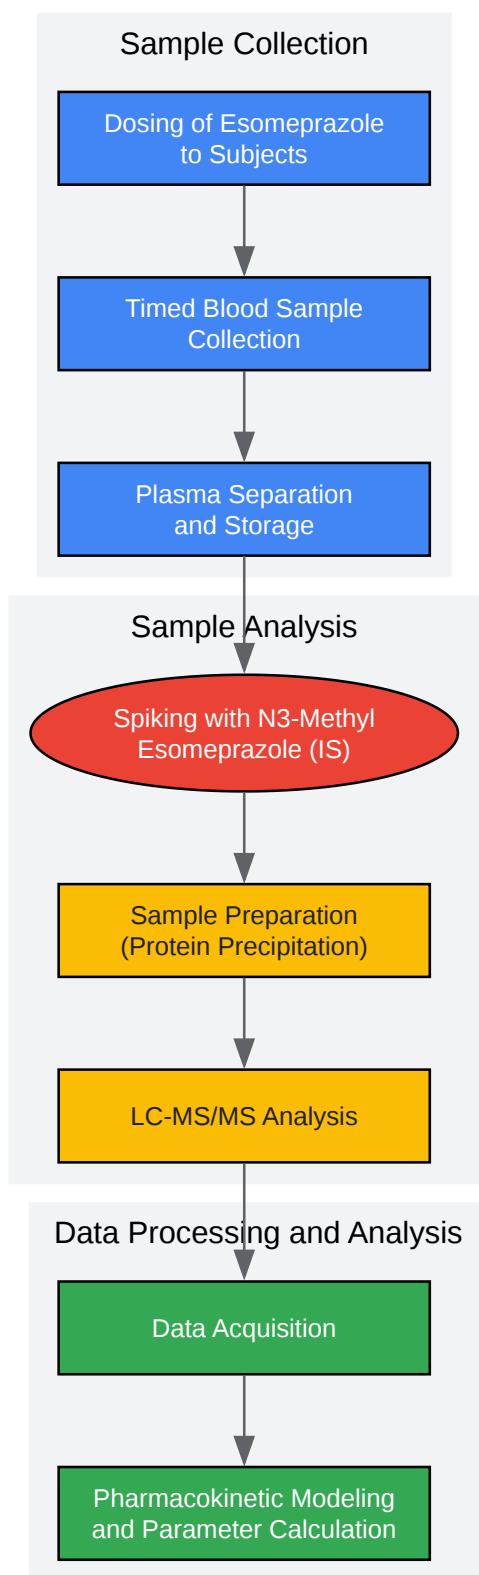 Sample Collection
Dosing of Esomeprazole
to Subjects
Timed Blood Sample
Collection
Plasma Separation
and Storage
Sample Analysis
Spiking with N3-Methyl
Esomeprazole (IS)
Sample Preparation
(Protein Precipitation)
LC-MS/MS Analysis
Data Processing and Analysis
Data Acquisition
Pharmacokinetic Modeling
and Parameter Calculation